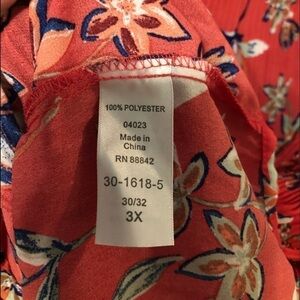 100% POLYESTER
04023
Made in
China
RN 88842
30-1618-5
30/32
3X